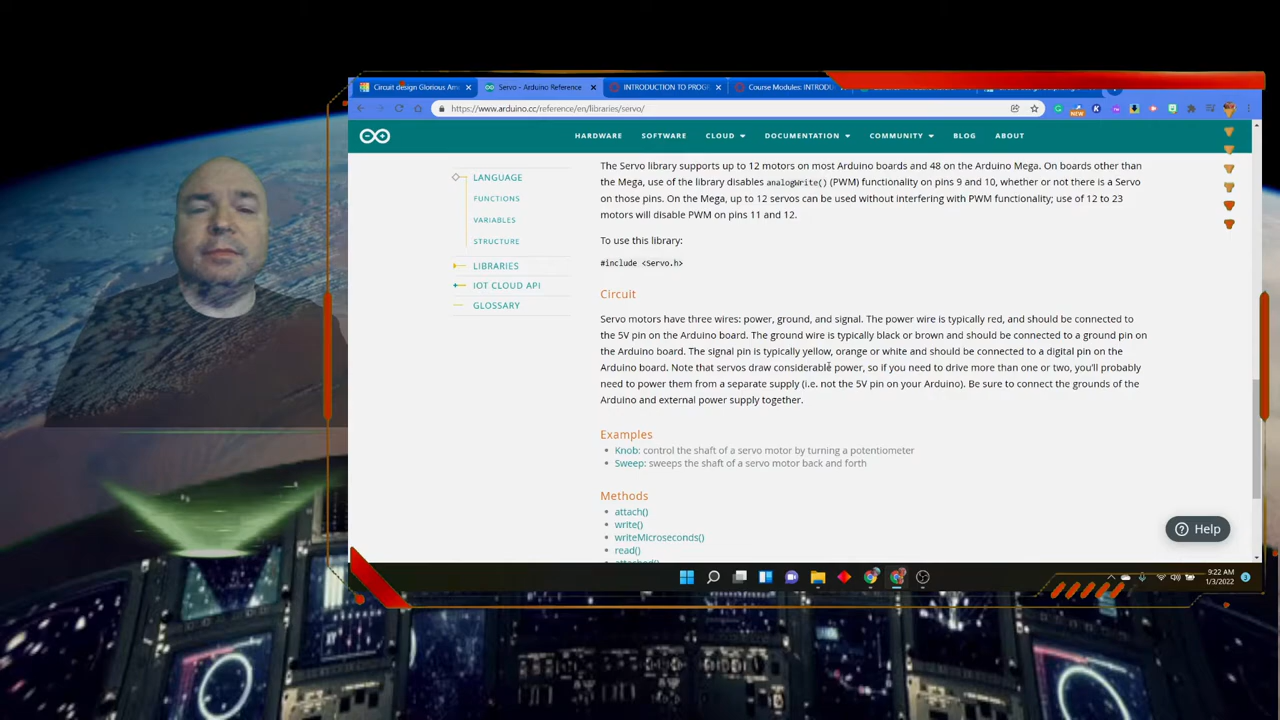 Circuit design Glorious Am
Servo - Arduino Reference
INTRODUCTION TO PROGR
Course Modules: INTRODU
https://www.arduino.cc/reference/en/libraries/servo/
NEW
HARDWARE SOFTWARE CLOUD DOCUMENTATION COMMUNITY BLOG ABOUT
LANGUAGE
FUNCTIONS
VARIABLES
STRUCTURE
LIBRARIES
IOT CLOUD API
GLOSSARY
The Servo library supports up to 12 motors on most Arduino boards and 48 on the Arduino Mega. On boards other than
the Mega, use of the library disables analogWrite() (PWM) functionality on pins 9 and 10, whether or not there is a Servo
on those pins. On the Mega, up to 12 servos can be used without interfering with PWM functionality; use of 12 to 23
motors will disable PWM on pins 11 and 12.
To use this library:
#include <Servo.h>
Circuit
Servo motors have three wires: power, ground, and signal. The power wire is typically red, and should be connected to
the 5V pin on the Arduino board. The ground wire is typically black or brown and should be connected to a ground pin on
the Arduino board. The signal pin is typically yellow, orange or white and should be connected to a digital pin on the
Arduino board. Note that servos draw considerable power, so if you need to drive more than one or two, you'll probably
need to power them from a separate supply (i.e. not the 5V pin on your Arduino). Be sure to connect the grounds of the
Arduino and external power supply together.
Examples
Knob: control the shaft of a servo motor by turning a potentiometer
Sweep: sweeps the shaft of a servo motor back and forth
Methods
attach()
write()
writeMicroseconds()
read()
attached()
Help
9:22 AM
1/3/2022